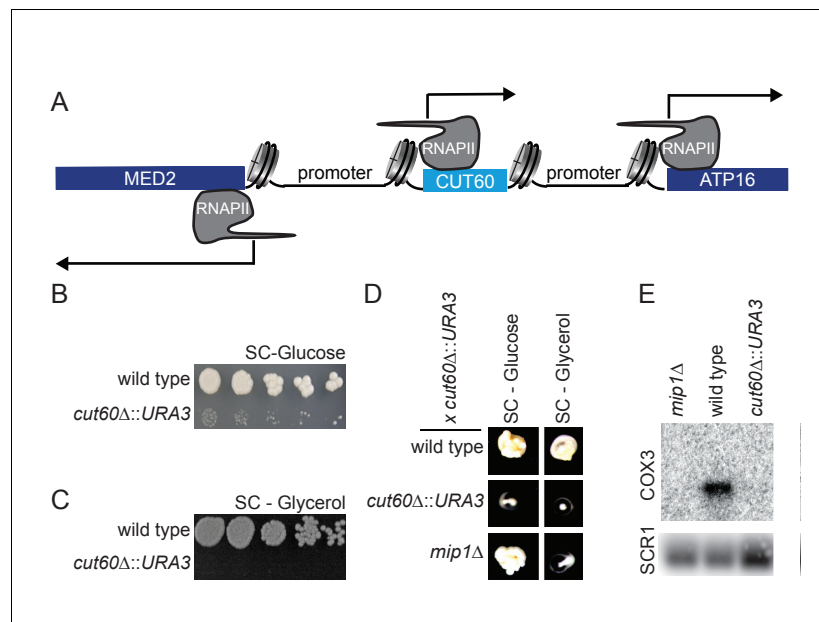 A
RNAPII
RNAPII
MED2
promoter
CUT60
promoter
ATP16
RNAPII
B
SC-Glucose
wild type
cut60Δ::URA3
C
SC - Glycerol
wild type
cut60Δ::URA3
D
x cut60Δ::URA3
SC - Glucose
SC - Glycerol
wild type
cut60Δ::URA3
mip1Δ
E
mip1Δ
wild type
cut60Δ::URA3
COX3
SCR1